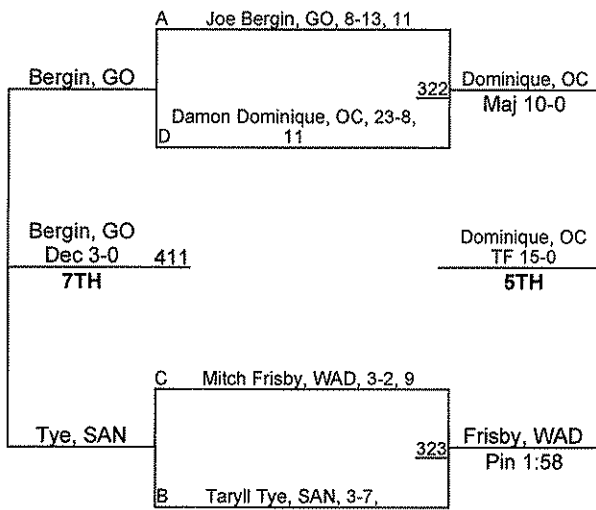 A Joe Bergin, GO, 8-13, 11
Bergin, GO
322
Dominique, OC
Maj 10-0
Damon Dominique, OC, 23-8,
D 11
Bergin, GO
Dec 3-0 411
7TH
Dominique, OC
TF 15-0
5TH
C Mitch Frisby, WAD, 3-2, 9
Tye, SAN
323
Frisby, WAD
Pin 1:58
B Taryll Tye, SAN, 3-7,